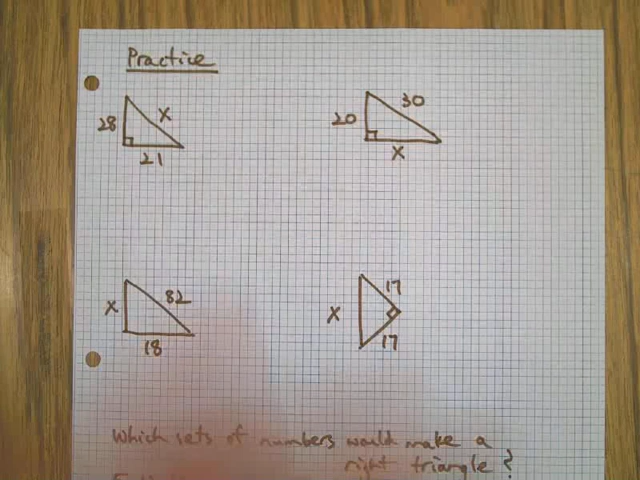 Practice
28
x
21
20
30
x
x
82
18
x
17
17
Which sets of numbers would make a
right triangle?